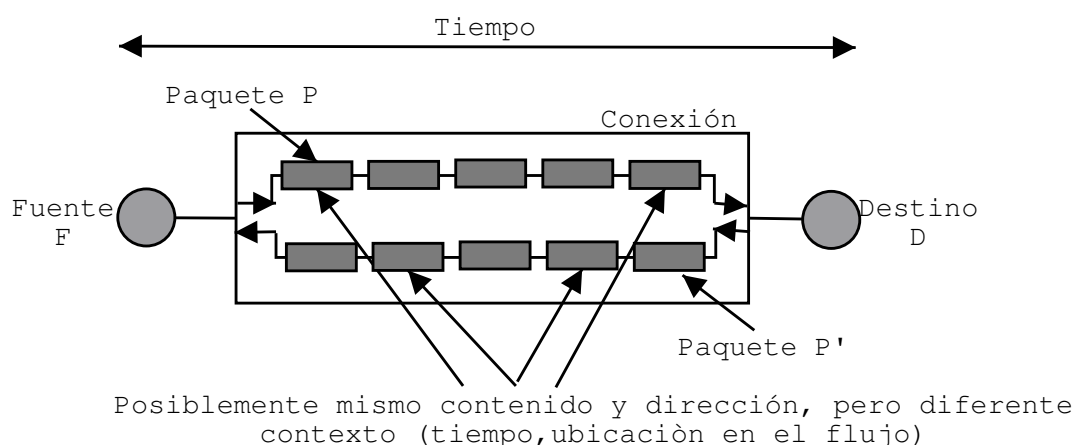 Tiempo
Paquete P
Conexión
Fuente
F
Destino
D
Paquete P'
Posiblemente mismo contenido y dirección, pero diferente
contexto (tiempo,ubicaciòn en el flujo)